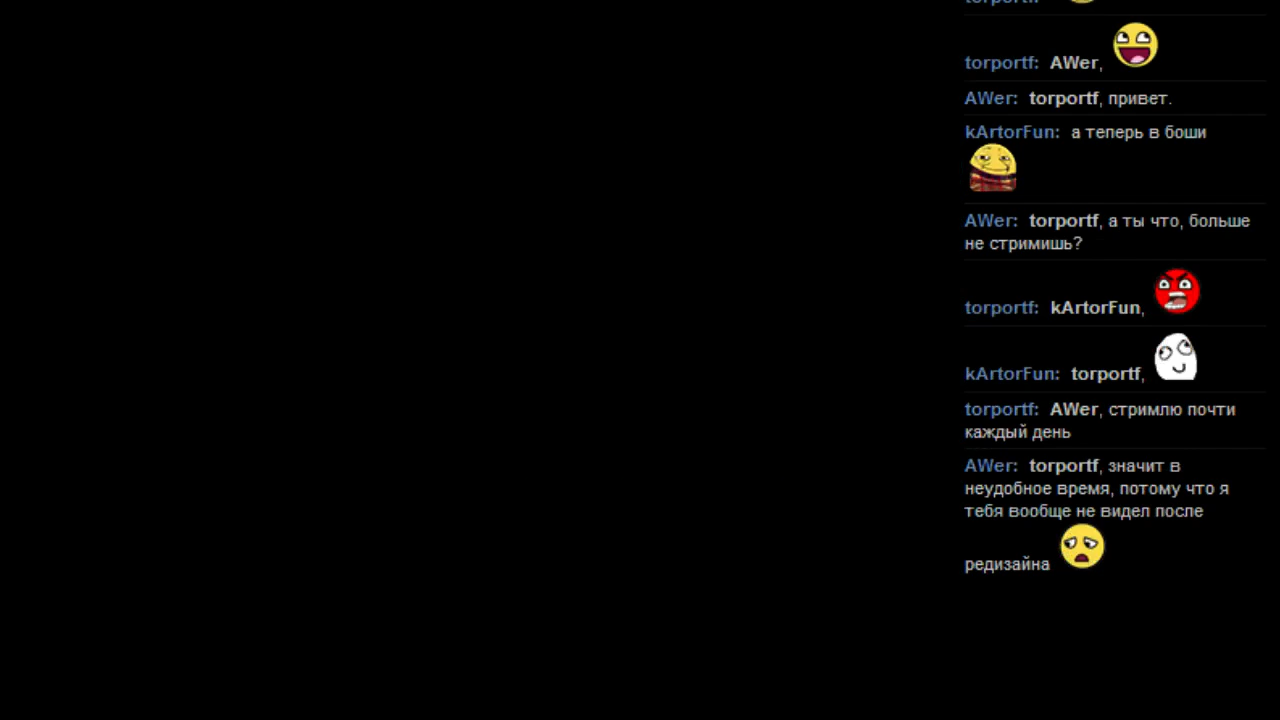 torportf:
torportf: AWer,
AWer: torportf, привет.
kArtorFun: а теперь в боши
AWer: torportf, а ты что, больше
не стримишь?
torportf: kArtorFun,
kArtorFun: torportf,
torportf: AWer, стримлю почти
каждый день
AWer: torportf, значит в
неудобное время, потому что я
тебя вообще не видел после
редизайна